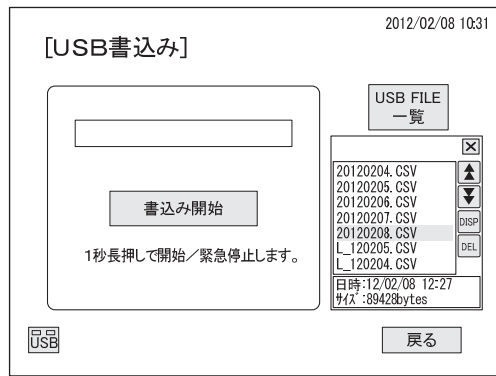 2012/02/08 10:31
[USB書込み]
USB FILE
一覧
20120204.CSV
20120205.CSV
20120206.CSV
20120207.CSV
20120208.CSV
L_120205.CSV
L_120204.CSV
DISP
DEL
日時:12/02/08 12:27
ｻｲｽﾞ:89428bytes
書込み開始
1秒長押しで開始／緊急停止します。
USB
戻る